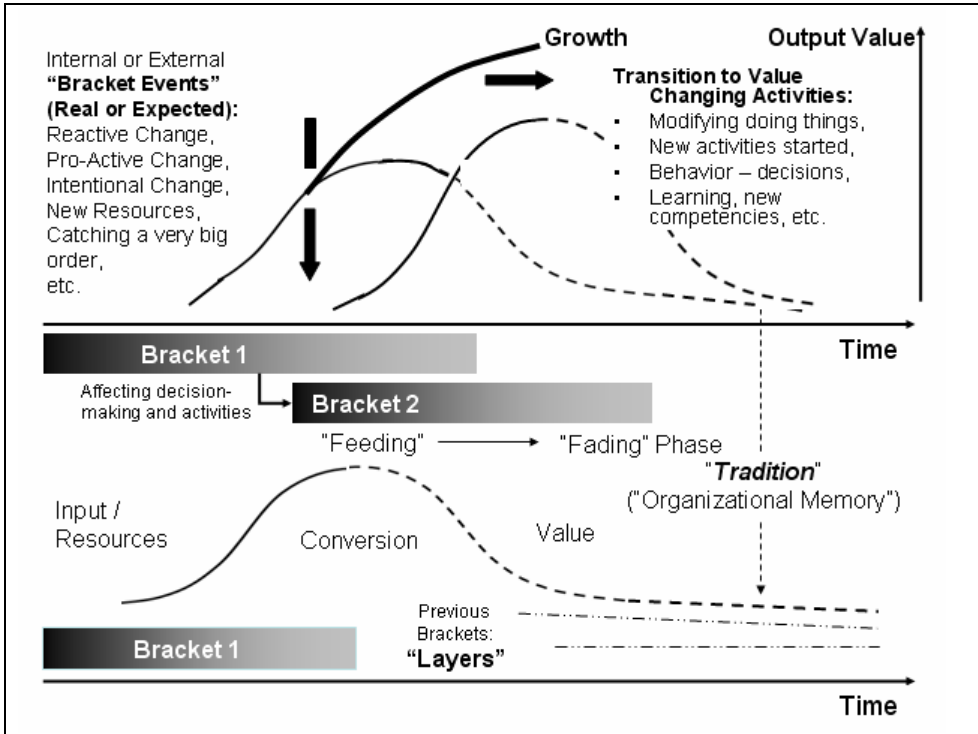 Internal or External
“Bracket Events”
(Real or Expected):
Reactive Change,
Pro-Active Change,
Intentional Change,
New Resources,
Catching a very big
order,
etc.
Growth
Output Value
Transition to Value
Changing Activities:
▪ Modifying doing things,
▪ New activities started,
▪ Behavior – decisions,
▪ Learning, new
competencies, etc.
Time
Bracket 1
Affecting decision-
making and activities
Bracket 2
"Feeding"
"Fading" Phase
"Tradition"
("Organizational Memory")
Input /
Resources
Conversion
Value
Previous
Brackets:
“Layers”
Bracket 1
Time